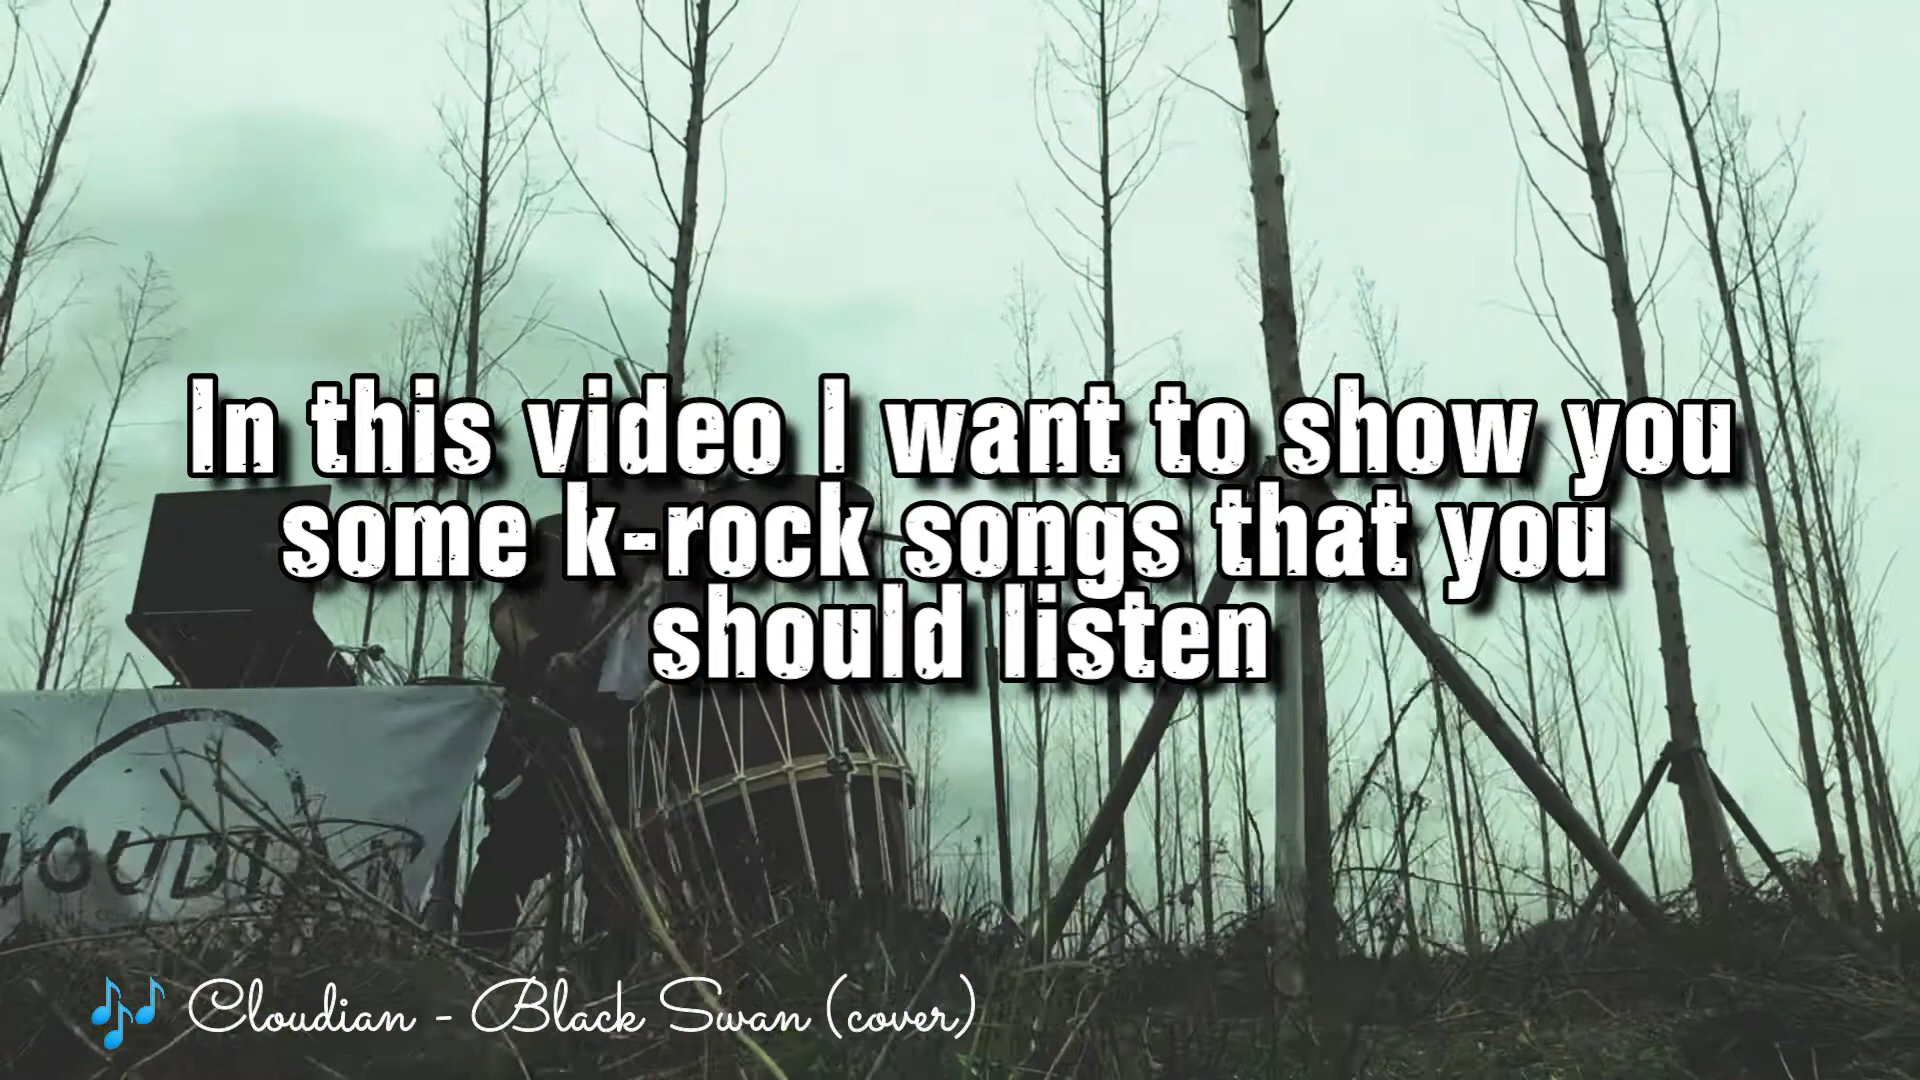 In this video I want to show you
some k-rock songs that you
should listen
🎶 Cloudian - Black Swan (cover)